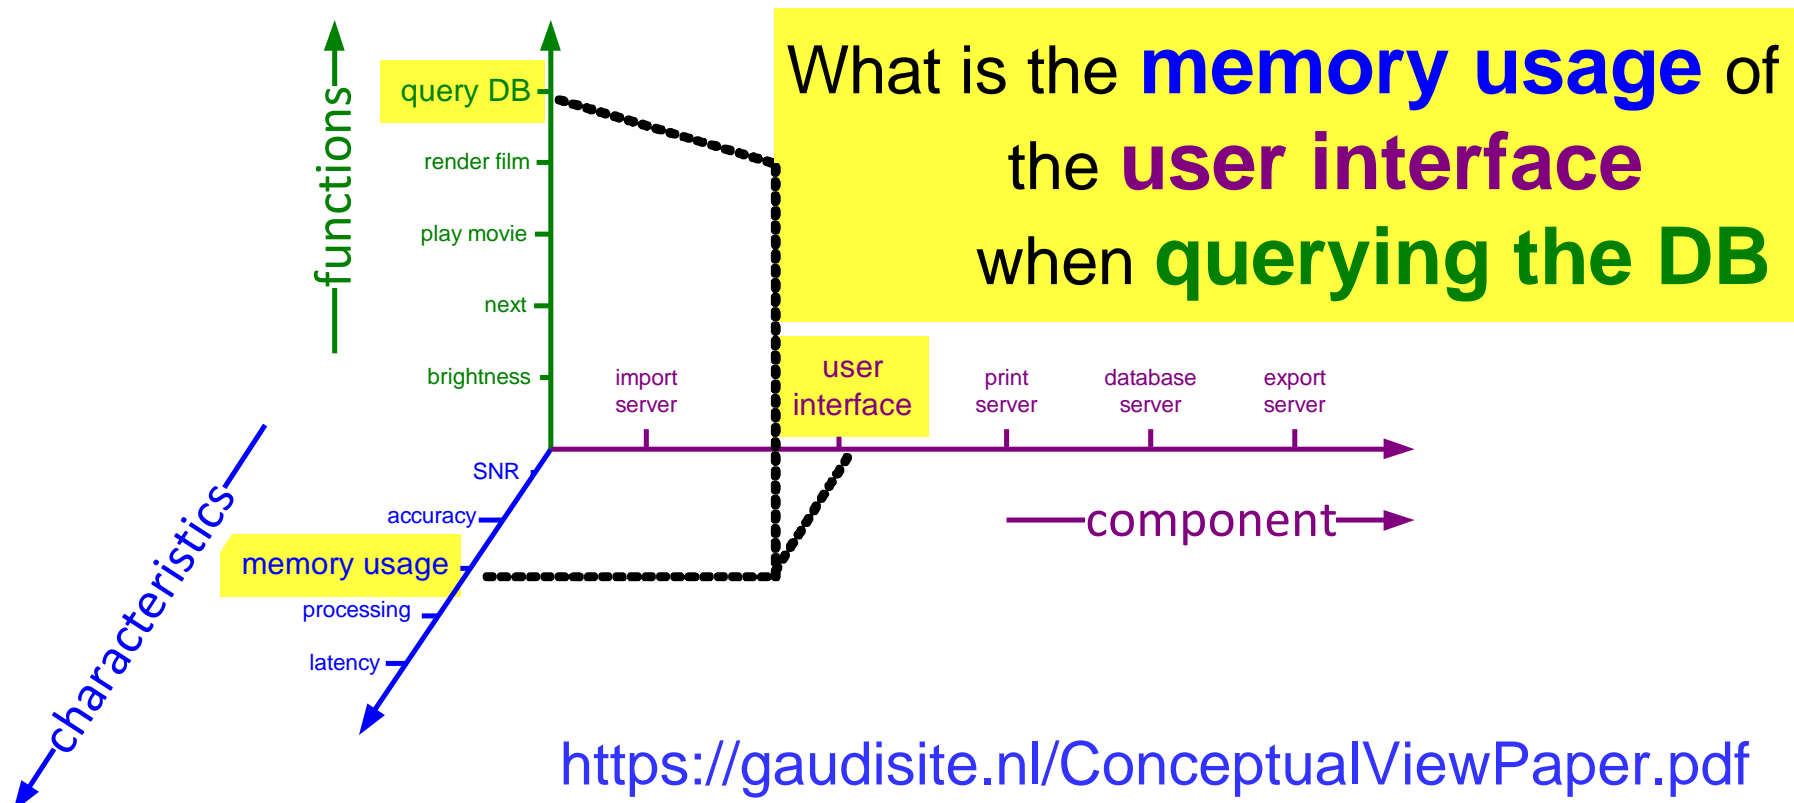 What is the memory usage of
the user interface
when querying the DB
functions
query DB
render film
play movie
next
brightness
import
server
user
interface
print
server
database
server
export
server
component
SNR
accuracy
memory usage
processing
latency
characteristics
https://gaudisite.nl/ConceptualViewPaper.pdf